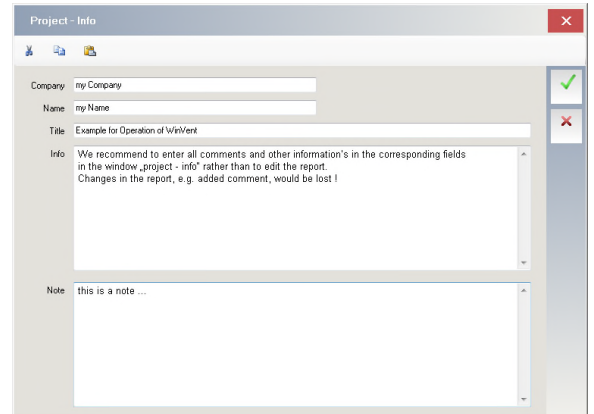 Project - Info
Company my Company
Name my Name
Title Example for Operation of WinVent
Info We recommend to enter all comments and other information's in the corresponding fields
in the window „project - info" rather than to edit the report.
Changes in the report, e.g. added comment, would be lost !
Note this is a note ...